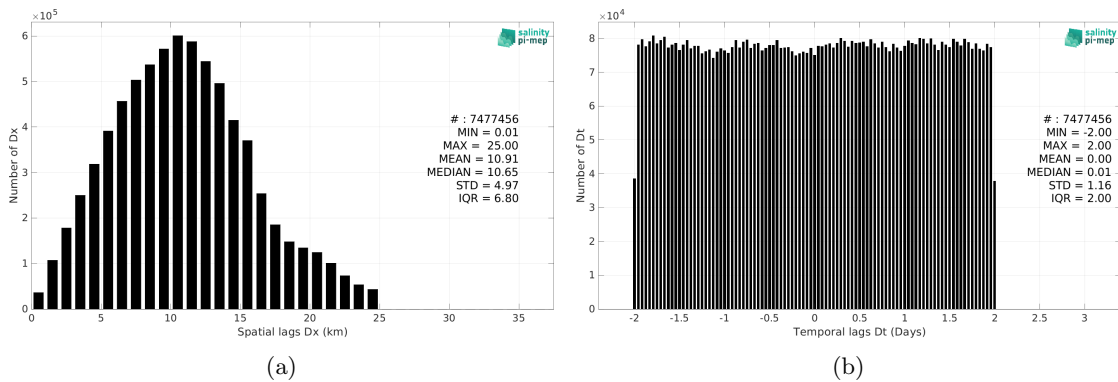 ×10⁵
6
5
4
3
2
1
0
Number of Dx
0 5 10 15 20 25 30 35
Spatial lags Dx (km)
salinity
pi-mep
# : 7477456
MIN = 0.01
MAX = 25.00
MEAN = 10.91
MEDIAN = 10.65
STD = 4.97
IQR = 6.80
(a)
×10⁴
8
7
6
5
4
3
2
1
0
Number of Dt
-2 -1.5 -1 -0.5 0 0.5 1 1.5 2 2.5 3
Temporal lags Dt (Days)
salinity
pi-mep
# : 7477456
MIN = -2.00
MAX = 2.00
MEAN = 0.00
MEDIAN = 0.01
STD = 1.16
IQR = 2.00
(b)